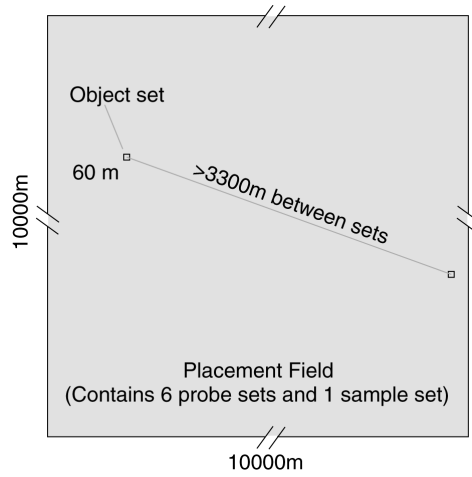 Object set
60 m
>3300m between sets
10000m
Placement Field
(Contains 6 probe sets and 1 sample set)
10000m